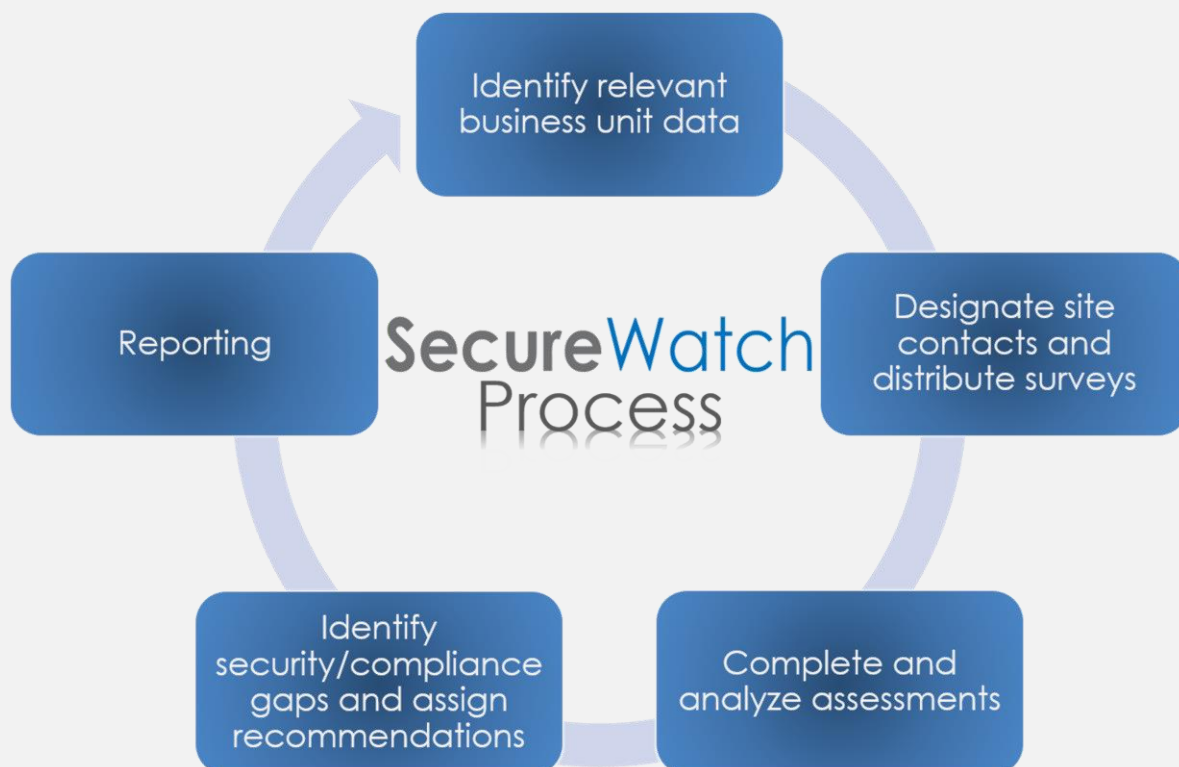 Identify relevant
business unit data
Designate site
contacts and
distribute surveys
Complete and
analyze assessments
Identify
security/compliance
gaps and assign
recommendations
Reporting
SecureWatch
Process